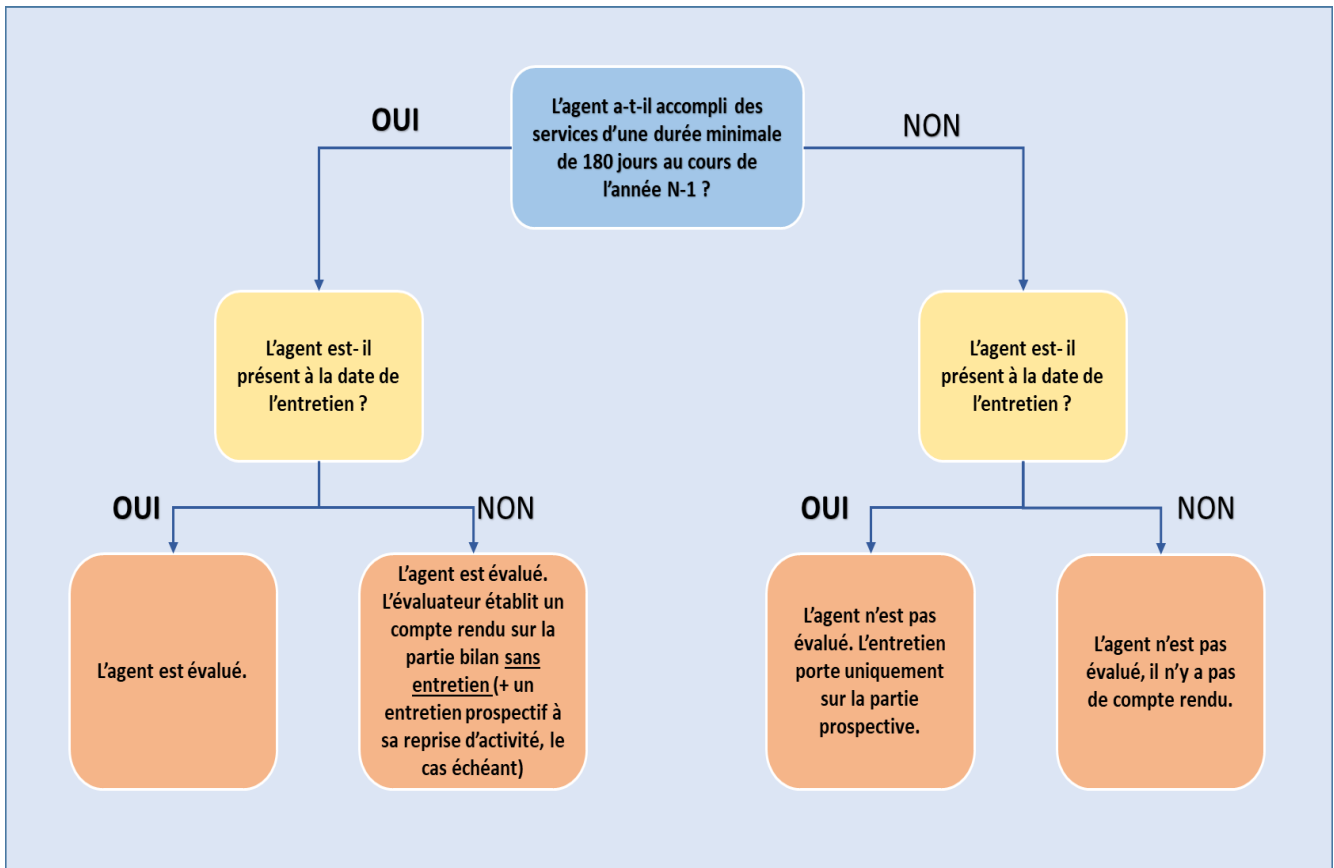 L'agent a-t-il accompli des
services d'une durée minimale
de 180 jours au cours de
l'année N-1 ?
OUI
NON
L'agent est- il
présent à la date de
l'entretien ?
L'agent est- il
présent à la date de
l'entretien ?
OUI
NON
OUI
NON
L'agent est évalué.
L'agent est évalué.
L'évaluateur établit un
compte rendu sur la
partie bilan sans
entretien (+ un
entretien prospectif à
sa reprise d'activité, le
cas échéant)
L'agent n'est pas
évalué. L'entretien
porte uniquement
sur la partie
prospective.
L'agent n'est pas
évalué, il n'y a pas
de compte rendu.